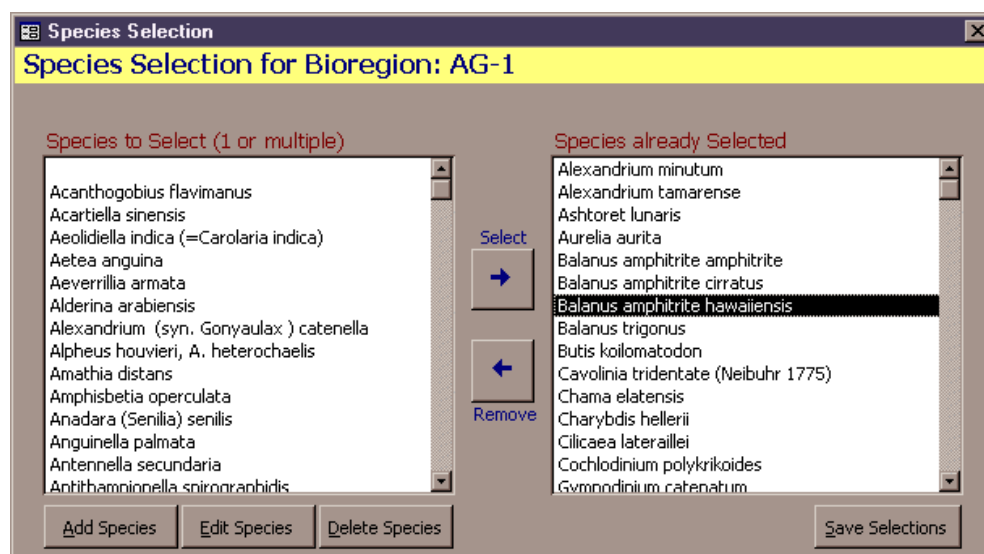 Species Selection
Species Selection for Bioregion: AG-1
Species to Select (1 or multiple)
Acanthogobius flavimanus
Acartiella sinensis
Aeolidiella indica (=Carolaria indica)
Aetea anguina
Aeverrillia armata
Alderina arabiensis
Alexandrium (syn. Gonyaulax ) catenella
Alpheus houvieri, A. heterochaelis
Amathia distans
Amphisbetia operculata
Anadara (Senilia) senilis
Anguinella palmata
Antennella secundaria
Antithamnionella spirographidis
Select
Remove
Species already Selected
Alexandrium minutum
Alexandrium tamarense
Ashtoret lunaris
Aurelia aurita
Balanus amphitrite amphitrite
Balanus amphitrite cirratus
Balanus amphitrite hawaiiensis
Balanus trigonus
Butis koilomatodon
Cavolinia tridentate (Neibuhr 1775)
Chama elatensis
Charybdis hellerii
Cilicaea lateraillei
Cochlodinium polykrikoides
Gymnodinium catenatum
Add Species
Edit Species
Delete Species
Save Selections